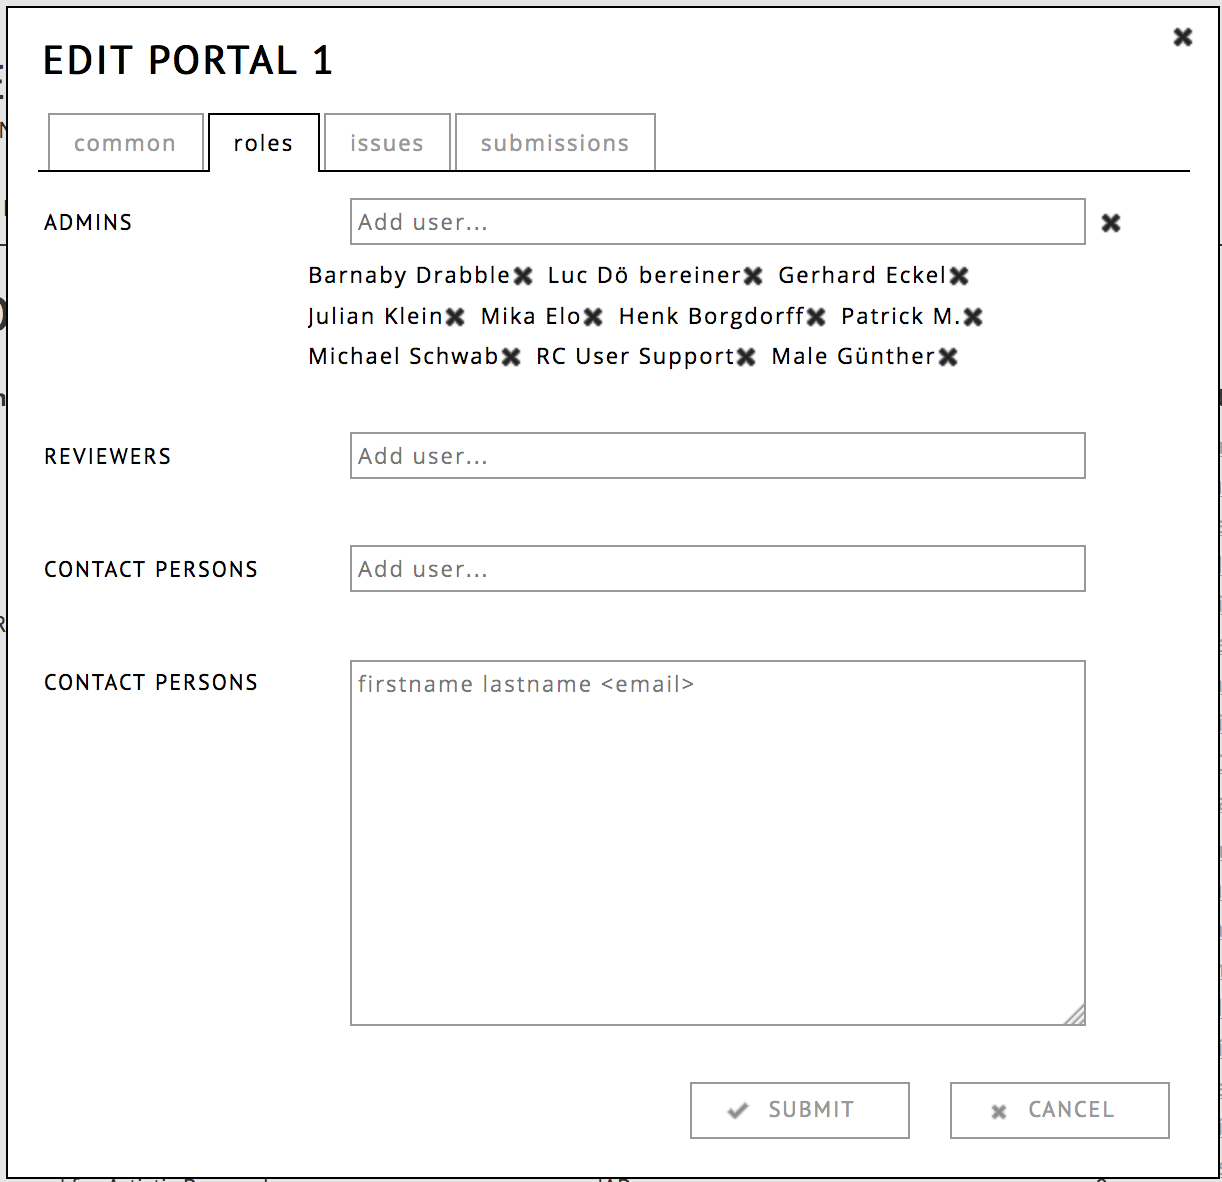 EDIT PORTAL 1
common roles issues submissions
ADMINS Add user...
Barnaby Drabble Luc Dö bereiner Gerhard Eckel
Julian Klein Mika Elo Henk Borgdorff Patrick M.
Michael Schwab RC User Support Male Günther
REVIEWERS Add user...
CONTACT PERSONS Add user...
CONTACT PERSONS firstname lastname <email>
SUBMIT CANCEL